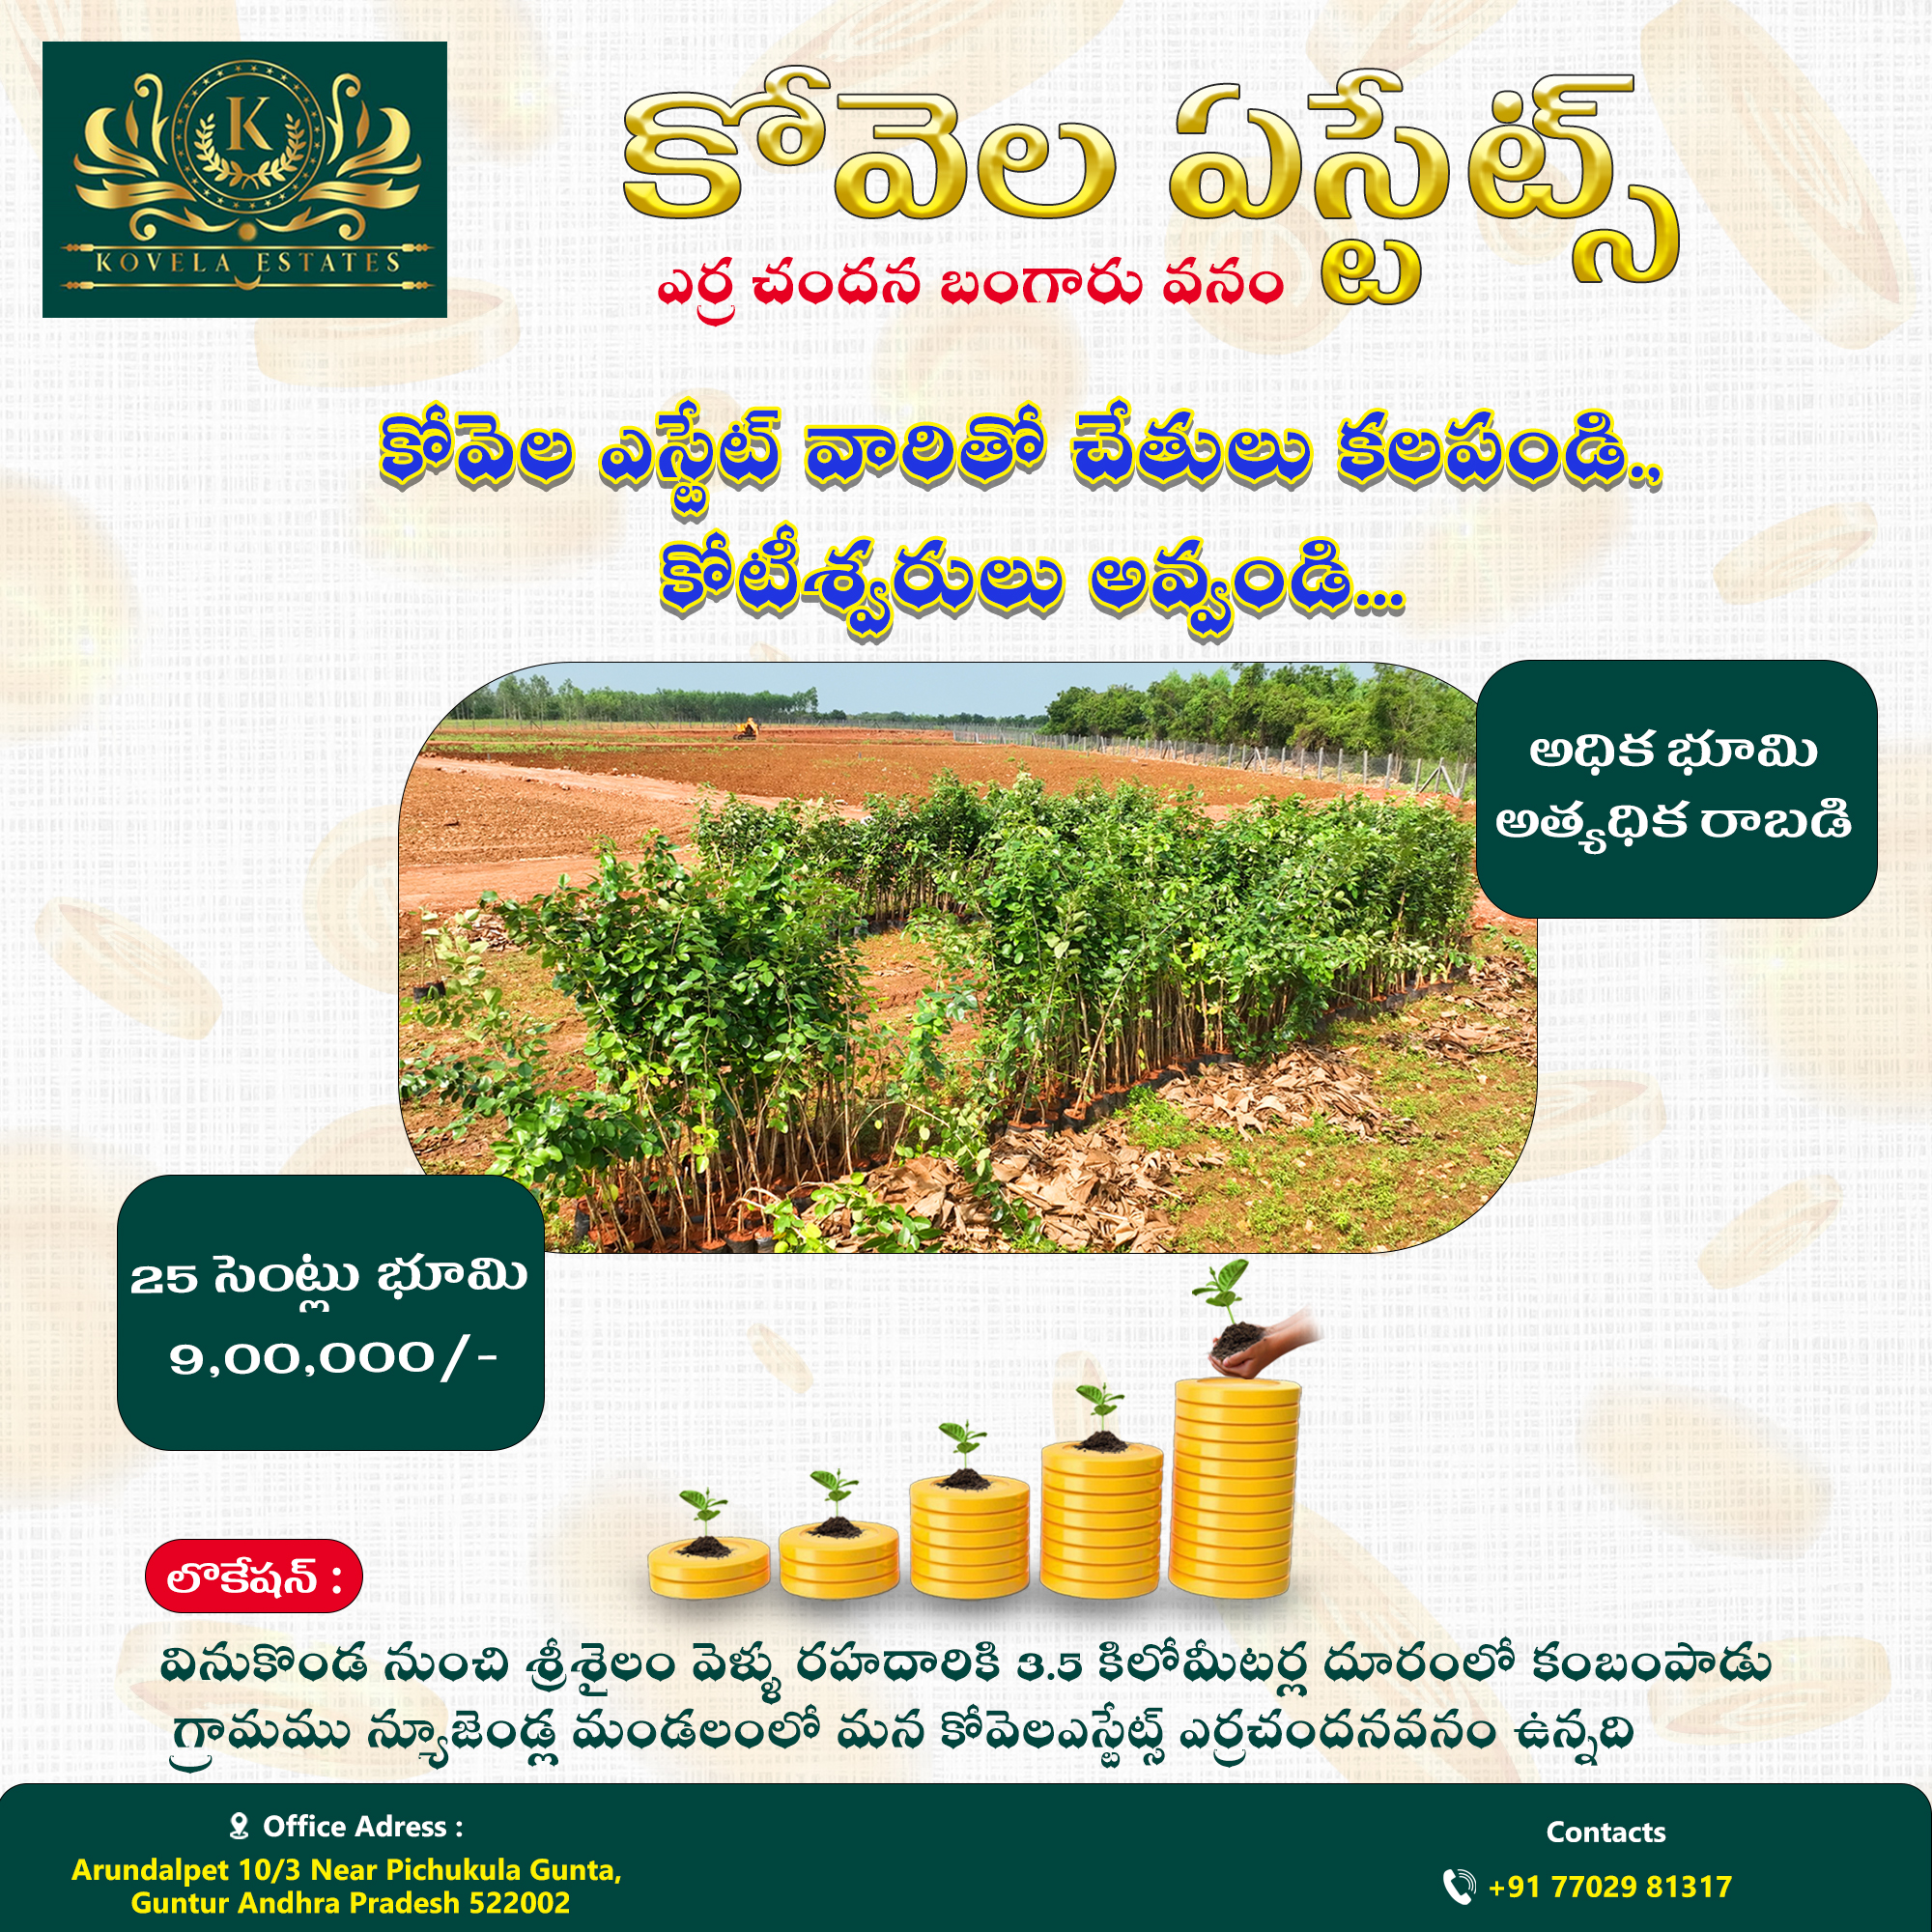 K
KOVELA ESTATES
కోవెల ఏస్టేట్స్
ఎర్ర చందన బంగారు వనం
కోవెల ఎస్టేట్ వారితో చేతులు కలపండి.,
కోటీశ్వరులు అవ్వండి...
అధిక భూమి
అత్యధిక రాబడి
25 సెంట్లు భూమి
9,00,000/-
లొకేషన్ :
వినుకొండ నుంచి శ్రీశైలం వెళ్ళు రహదారికి 3.5 కిలోమీటర్ల దూరంలో కంబంపాడు
గ్రామము న్యూజెండ్ల మండలంలో మన కోవెలఎస్టేట్స్ ఎర్రచందనవనం ఉన్నది
Office Adress :
Arundalpet 10/3 Near Pichukula Gunta,
Guntur Andhra Pradesh 522002
Contacts
+91 77029 81317